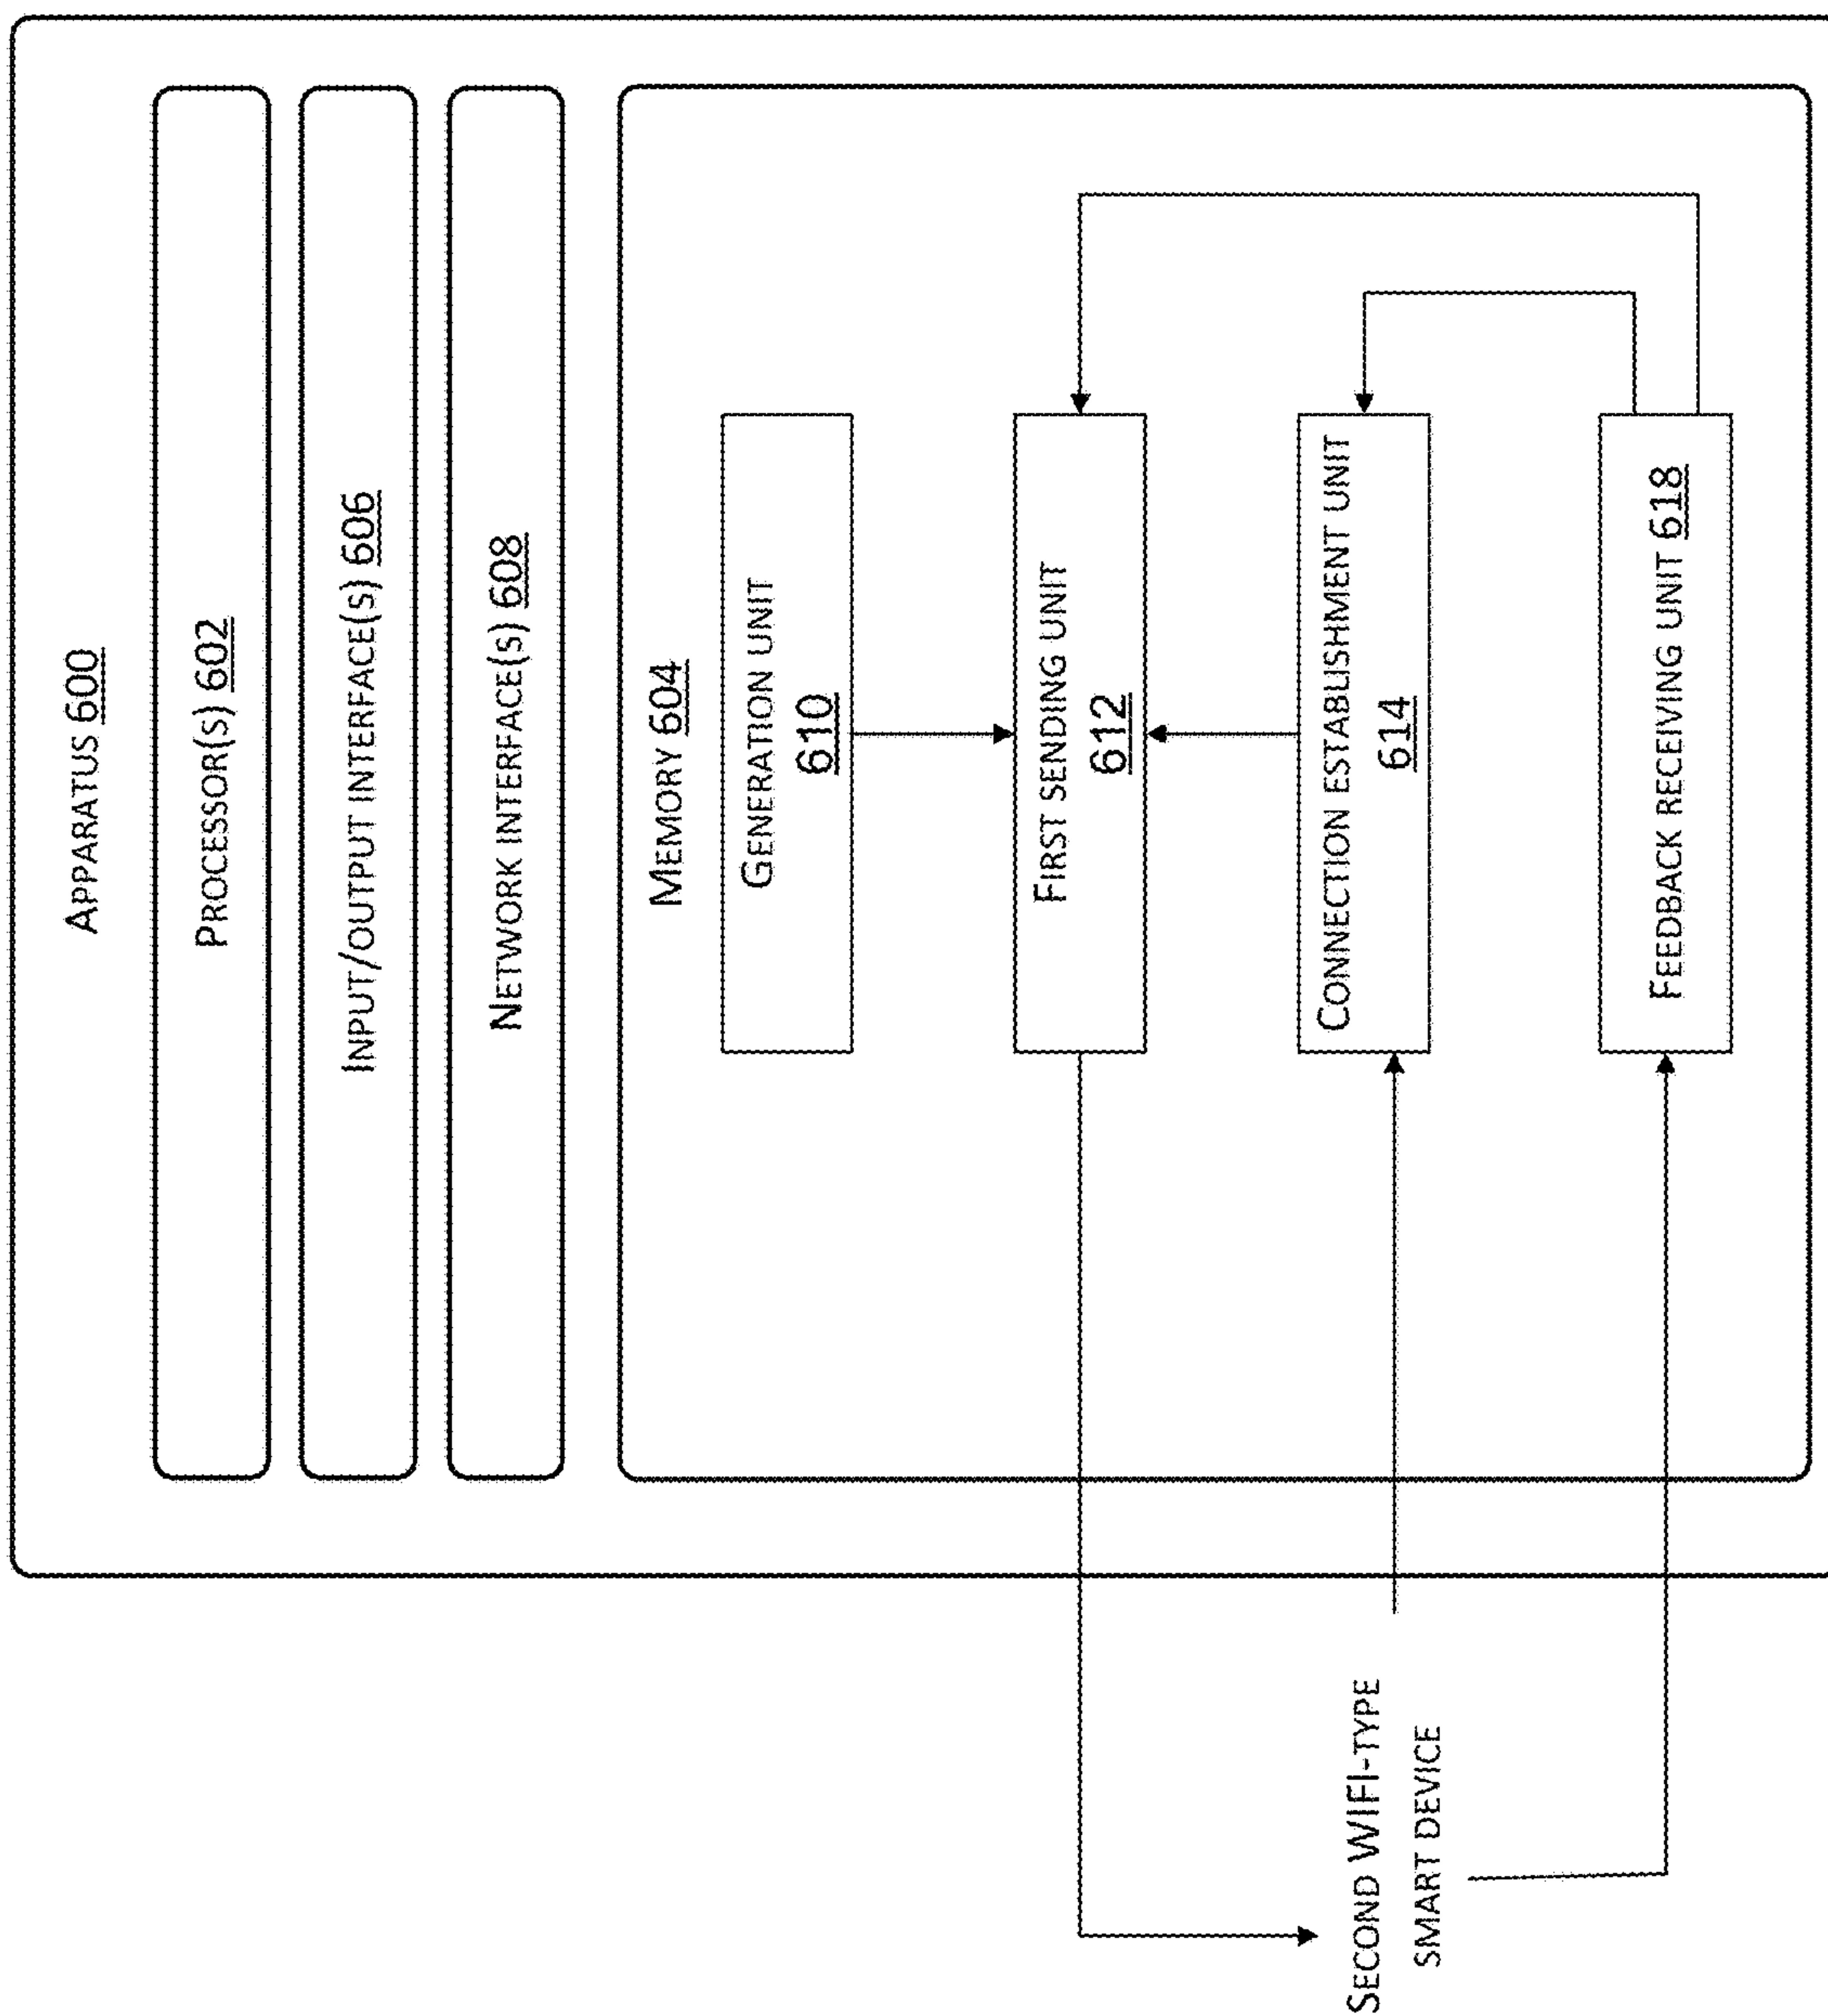 APPARATUS 600
PROCESSOR(S) 602
INPUT/OUTPUT INTERFACE(S) 606
NETWORK INTERFACE(S) 608
MEMORY 604
GENERATION UNIT
610
FIRST SENDING UNIT
612
CONNECTION ESTABLISHMENT UNIT
614
FEEDBACK RECEIVING UNIT 618
SECOND WIFI-TYPE
SMART DEVICE